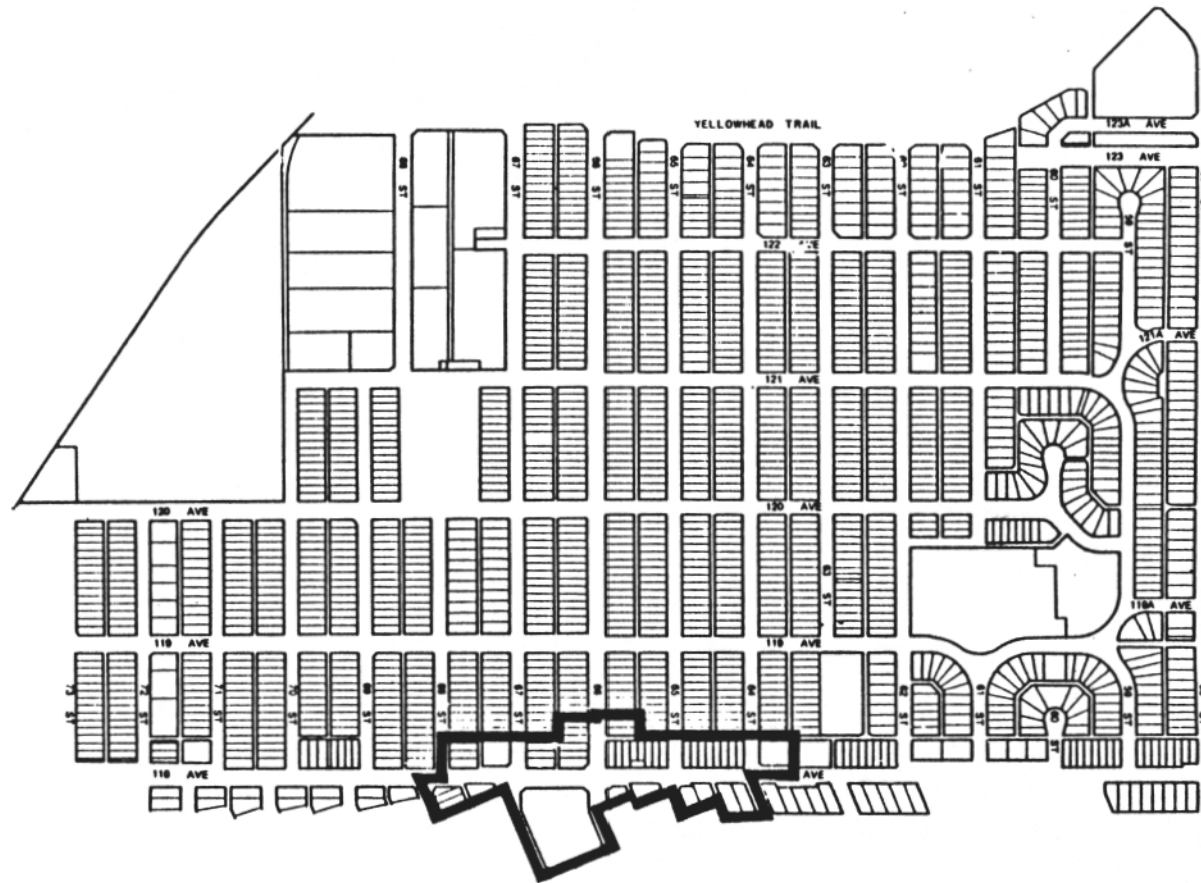 YELLOWHEAD TRAIL
123A AVE
123 AVE
68 ST
67 ST
66 ST
65 ST
64 ST
63 ST
ST
61 ST
60 ST
59 ST
122
121A AVE
121 AVE
120 AVE
120 AVE
63 ST
119A AVE
119 AVE
119 AVE
73 ST
72 ST
71 ST
70 ST
69 ST
68 ST
67 ST
66
65 ST
64 ST
62 ST
61 ST
60 ST
59 ST
118 AVE
AVE